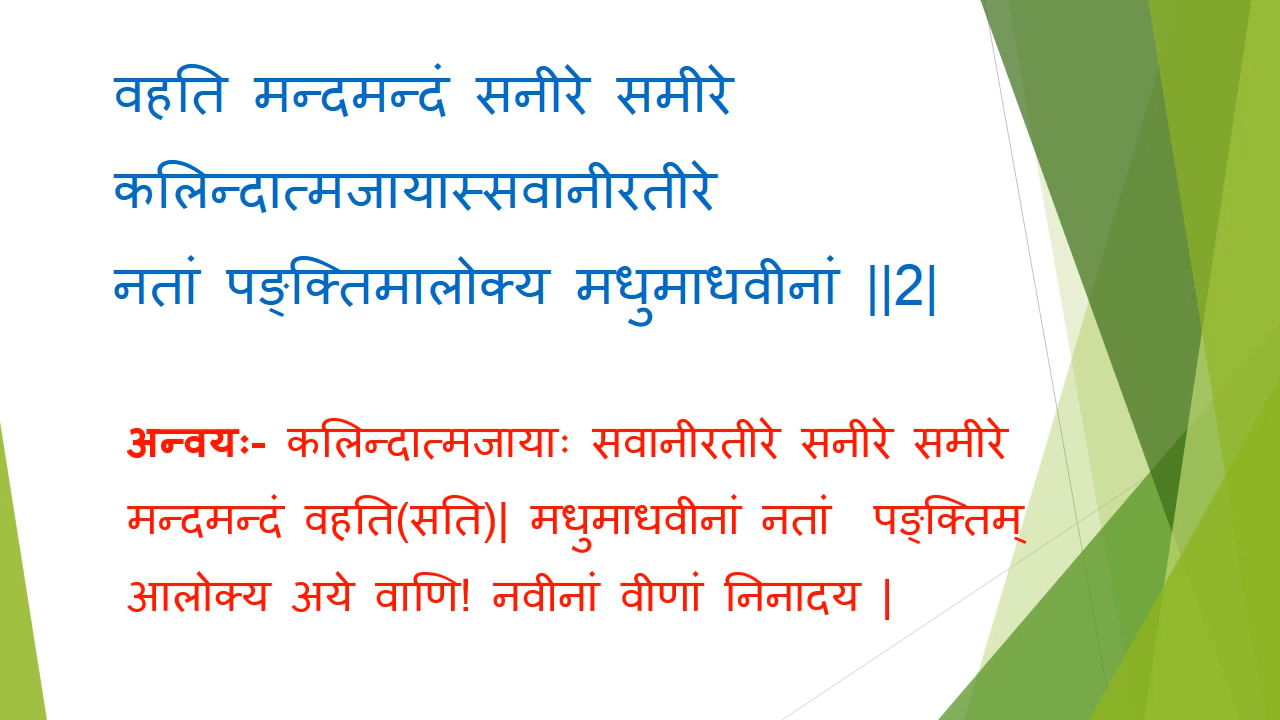 वहति मन्दमन्दं सनीरे समीरे
कलिन्दात्मजायास्सवानीरतीरे
नतां पङ्क्तिमालोक्य मधुमाधवीनां ||2|
अन्वयः- कलिन्दात्मजायाः सवानीरतीरे सनीरे समीरे
मन्दमन्दं वहति(सति)| मधुमाधवीनां नतां पङ्क्तिम्
आलोक्य अये वाणि! नवीनां वीणां निनादय |